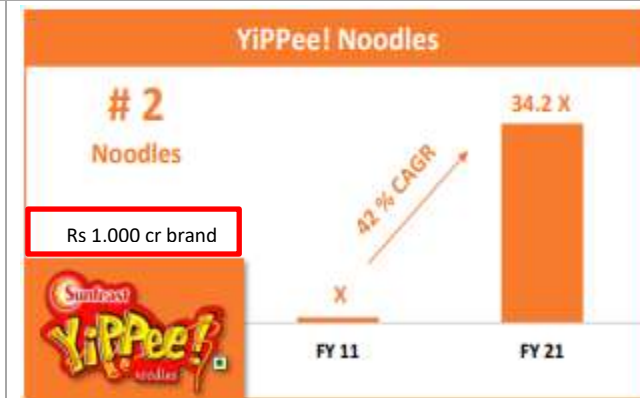 YiPPee! Noodles
# 2
Noodles
34.2 X
42 % CAGR
Rs 1.000 cr brand
X
Sunfeast
YiPPee!
noodles
FY 11
FY 21